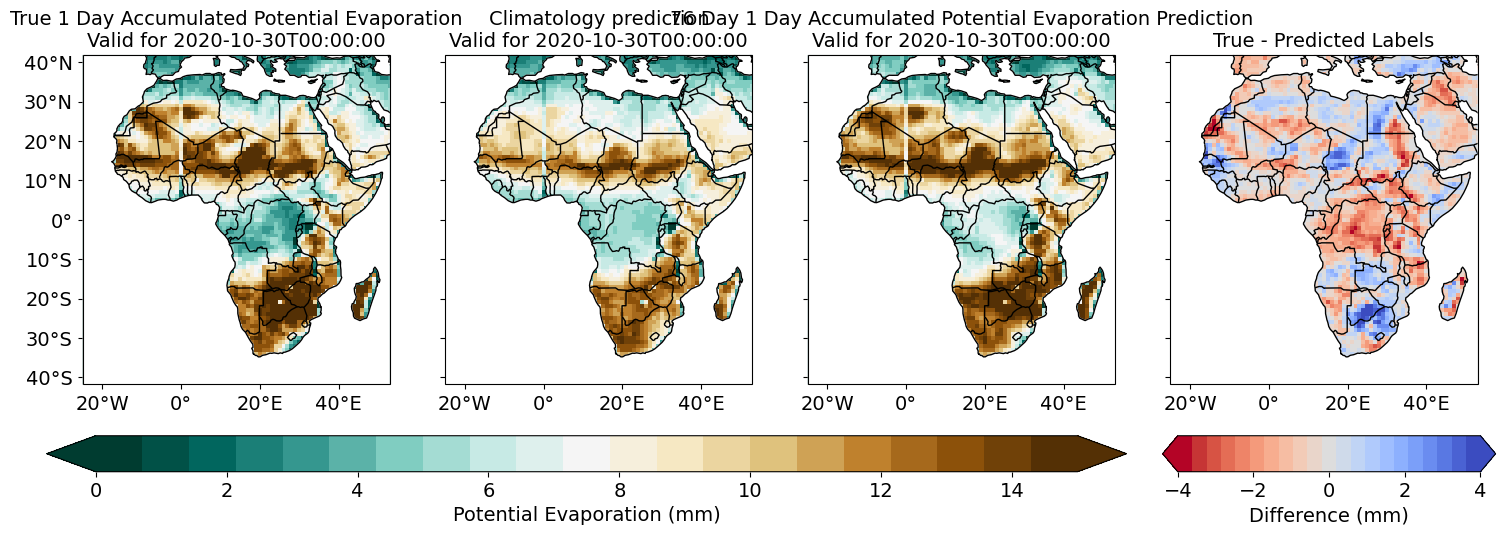 True 1 Day Accumulated Potential Evaporation
Valid for 2020-10-30T00:00:00
Climatology prediction
Valid for 2020-10-30T00:00:00
76 Day 1 Day Accumulated Potential Evaporation Prediction
Valid for 2020-10-30T00:00:00
True - Predicted Labels
40°N
30°N
20°N
10°N
0°
10°S
20°S
30°S
40°S
20°W 0° 20°E 40°E
20°W 0° 20°E 40°E
20°W 0° 20°E 40°E
20°W 0° 20°E 40°E
0 2 4 6 8 10 12 14
Potential Evaporation (mm)
−4 −2 0 2 4
Difference (mm)